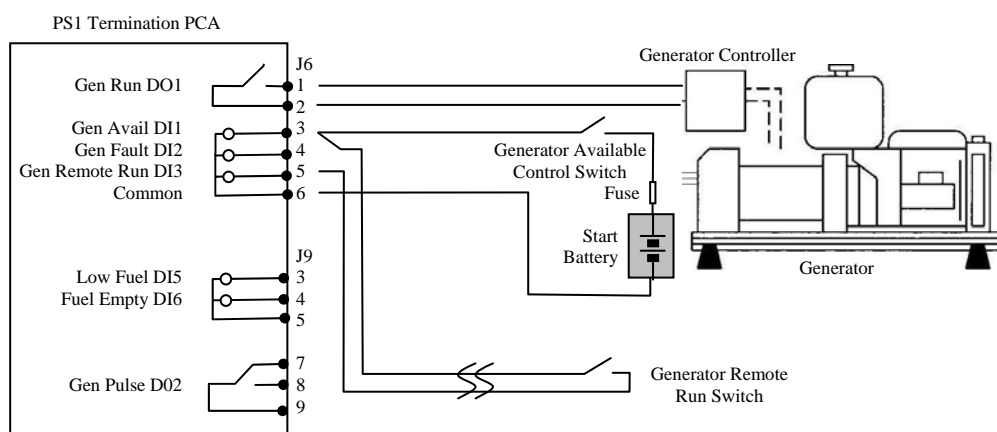 PS1 Termination PCA
J6
Gen Run DO1
1
2
Gen Avail DI1
3
Gen Fault DI2
4
Gen Remote Run DI3
5
Common
6
J9
Low Fuel DI5
3
Fuel Empty DI6
4
5
7
Gen Pulse D02
8
9
Generator Controller
Generator Available
Control Switch
Fuse
Start
Battery
Generator
Generator Remote
Run Switch